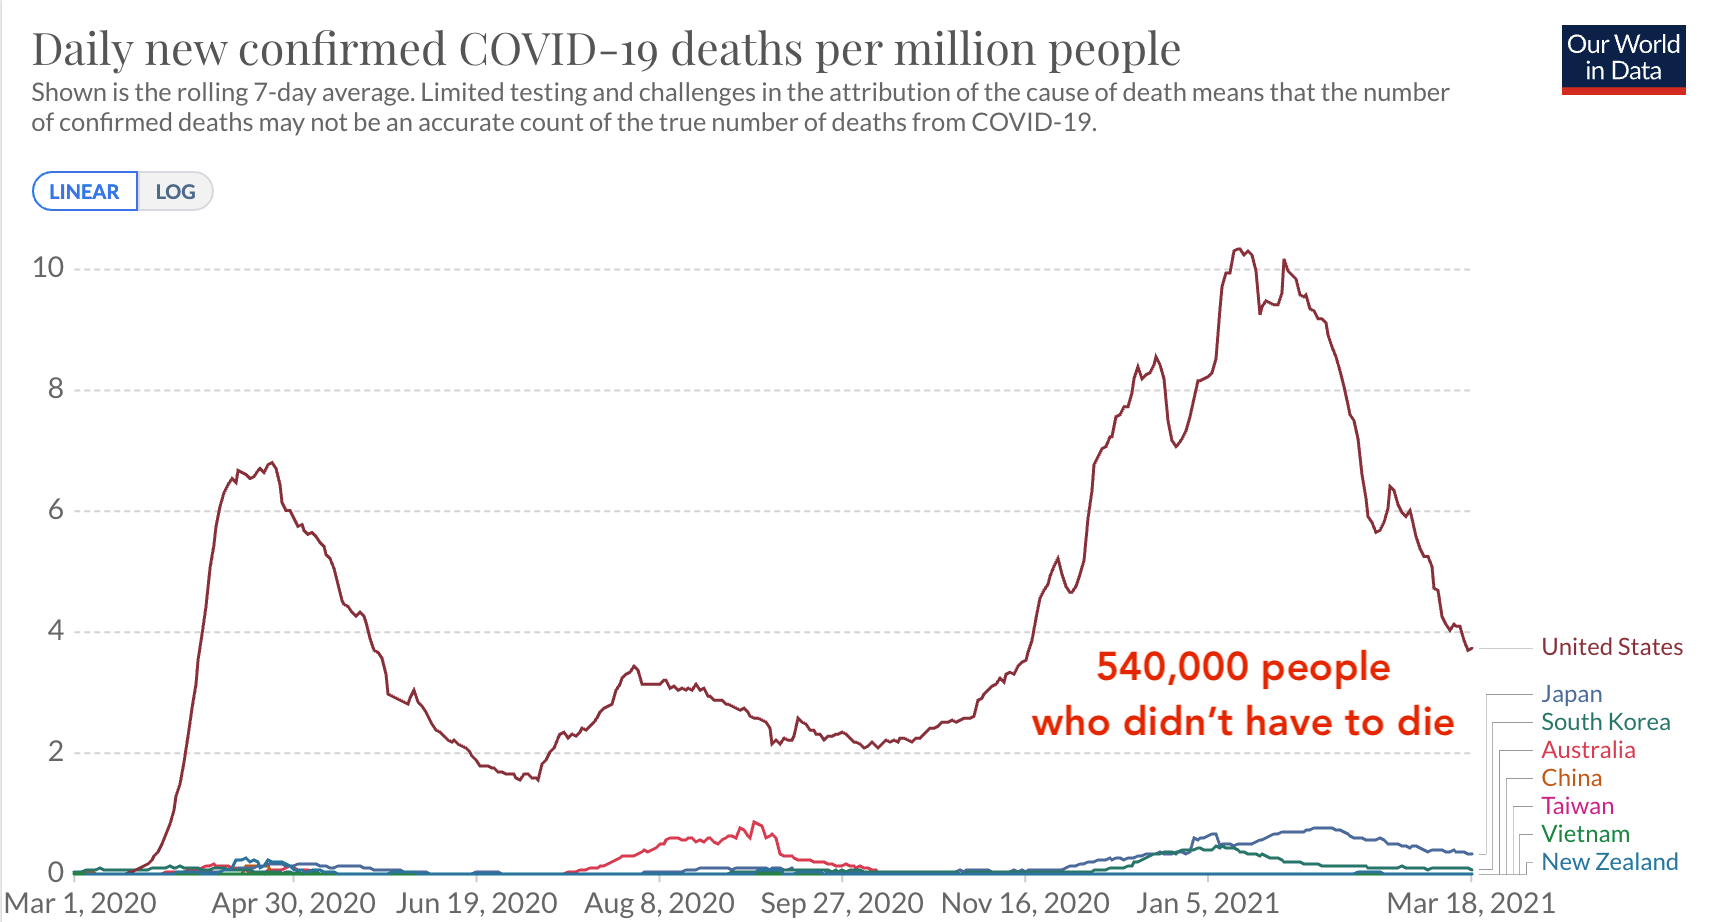 Daily new confirmed COVID-19 deaths per million people
Our World
in Data
Shown is the rolling 7-day average. Limited testing and challenges in the attribution of the cause of death means that the number
of confirmed deaths may not be an accurate count of the true number of deaths from COVID-19.
LINEAR
LOG
10
8
6
4
2
0
540,000 people
who didn’t have to die
United States
Japan
South Korea
Australia
China
Taiwan
Vietnam
New Zealand
Mar 1, 2020
Apr 30, 2020
Jun 19, 2020
Aug 8, 2020
Sep 27, 2020
Nov 16, 2020
Jan 5, 2021
Mar 18, 2021